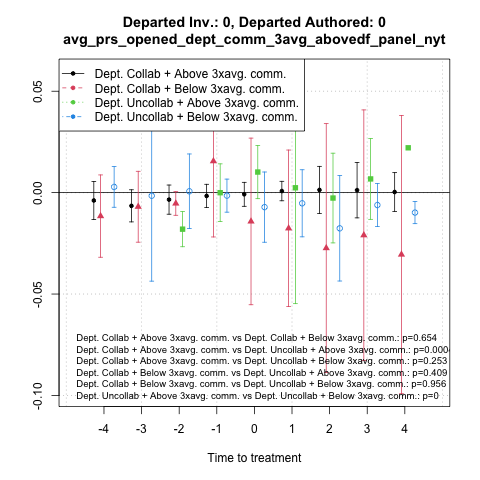 Departed Inv.: 0, Departed Authored: 0
avg_prs_opened_dept_comm_3avg_abovedf_panel_nyt
Dept. Collab + Above 3xavg. comm.
Dept. Collab + Below 3xavg. comm.
Dept. Uncollab + Above 3xavg. comm.
Dept. Uncollab + Below 3xavg. comm.
0.05
0.00
-0.05
-0.10
Dept. Collab + Above 3xavg. comm. vs Dept. Collab + Below 3xavg. comm.: p=0.654
Dept. Collab + Above 3xavg. comm. vs Dept. Uncollab + Above 3xavg. comm.: p=0.000
Dept. Collab + Above 3xavg. comm. vs Dept. Uncollab + Below 3xavg. comm.: p=0.253
Dept. Collab + Below 3xavg. comm. vs Dept. Uncollab + Above 3xavg. comm.: p=0.409
Dept. Collab + Below 3xavg. comm. vs Dept. Uncollab + Below 3xavg. comm.: p=0.956
Dept. Uncollab + Above 3xavg. comm. vs Dept. Uncollab + Below 3xavg. comm.: p=0
-4 -3 -2 -1 0 1 2 3 4
Time to treatment